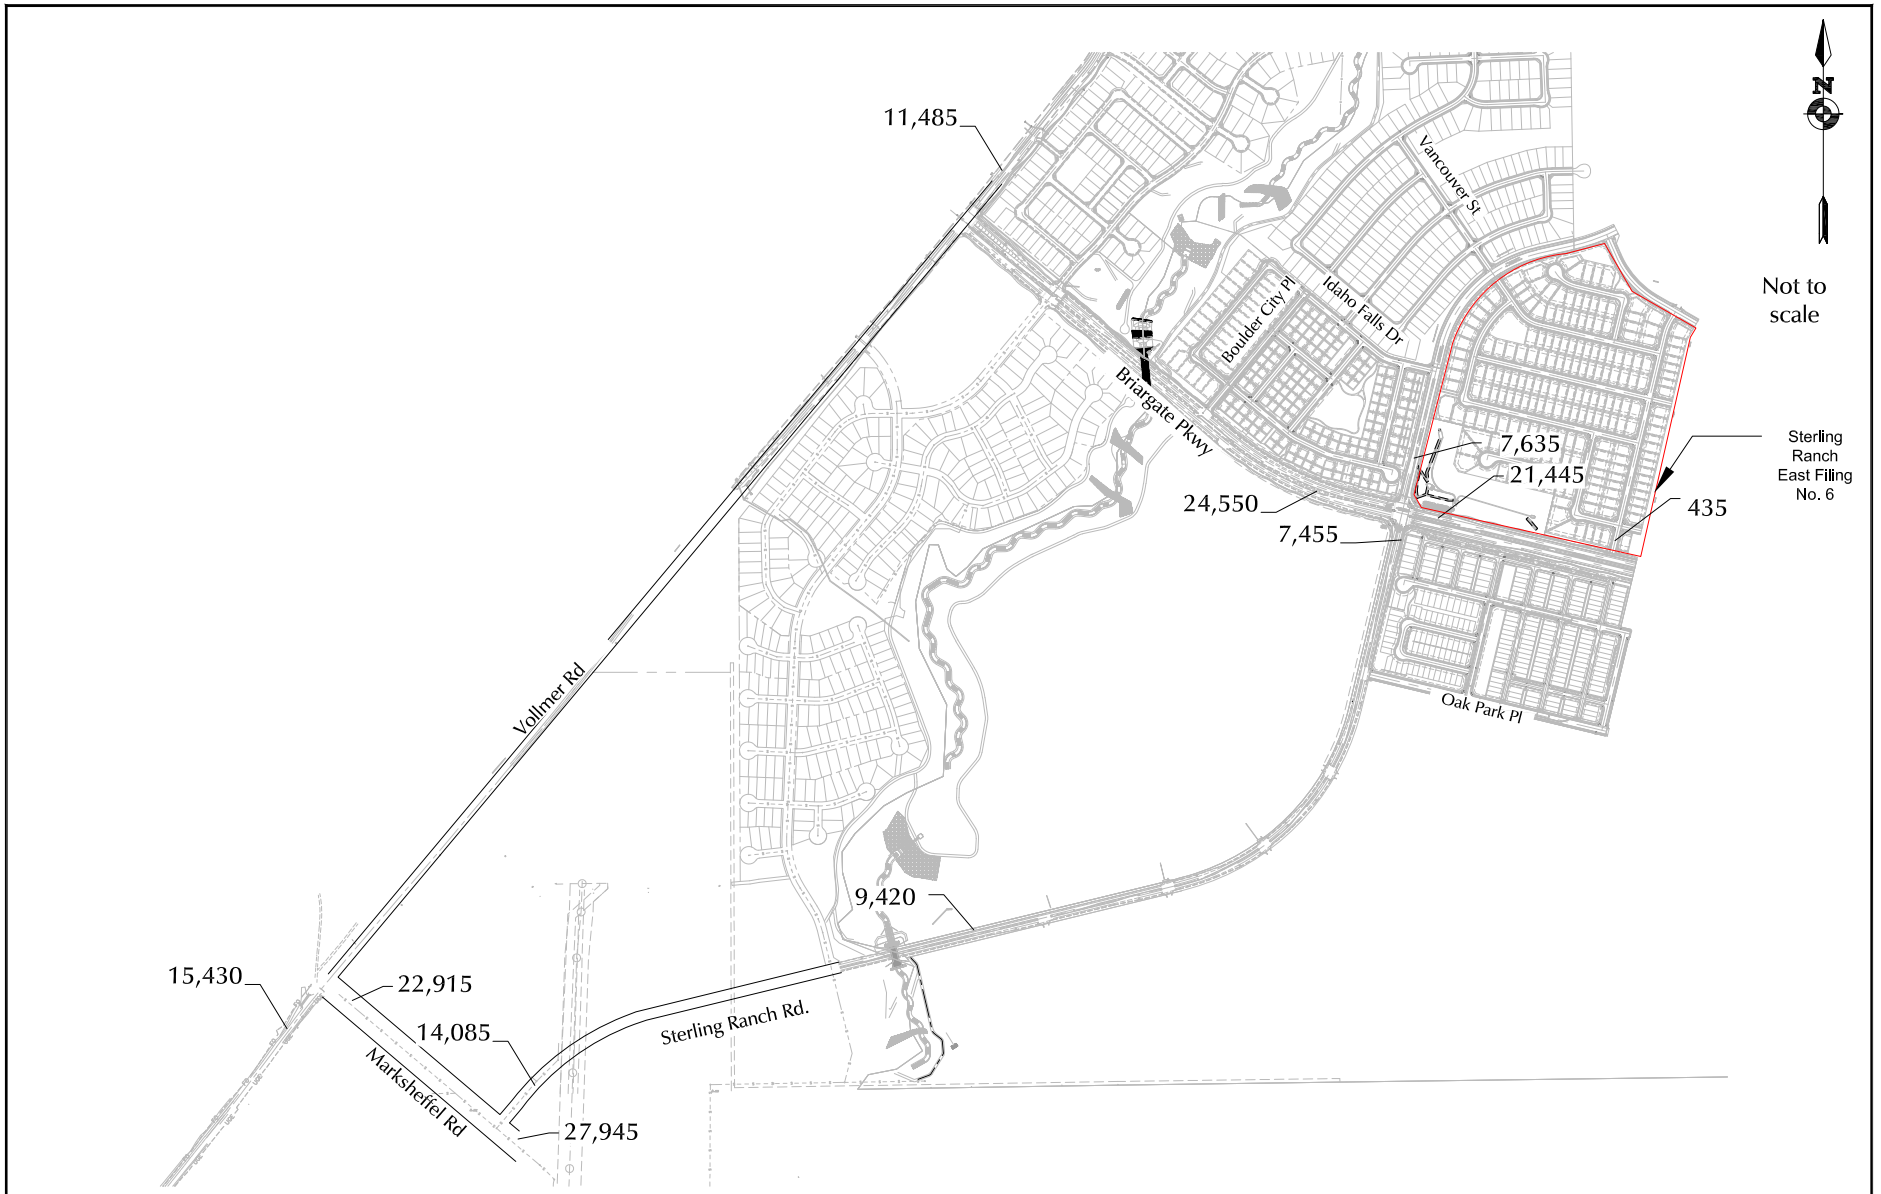 N
11,485
Vancouver St
Not to
scale
Idaho Falls Dr
Boulder City Pl
Briargate Pkwy
7,635
Sterling
Ranch
East Filing
No. 6
21,445
24,550
435
7,455
Vollmer Rd
Oak Park Pl
9,420
15,430
22,915
Sterling Ranch Rd.
14,085
Marksheffel Rd
27,945